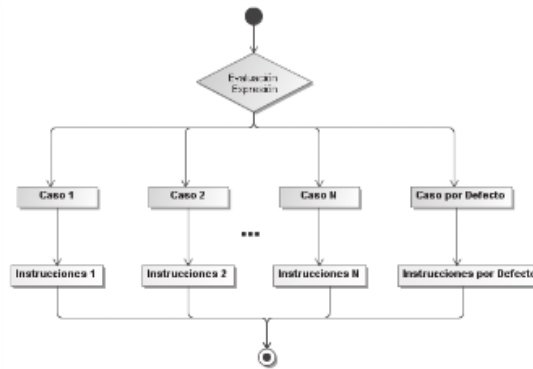 Evaluación
Expresión
Caso 1
Caso 2
Caso N
Caso por Defecto
...
Instrucciones 1
Instrucciones 2
Instrucciones N
Instrucciones por Defecto